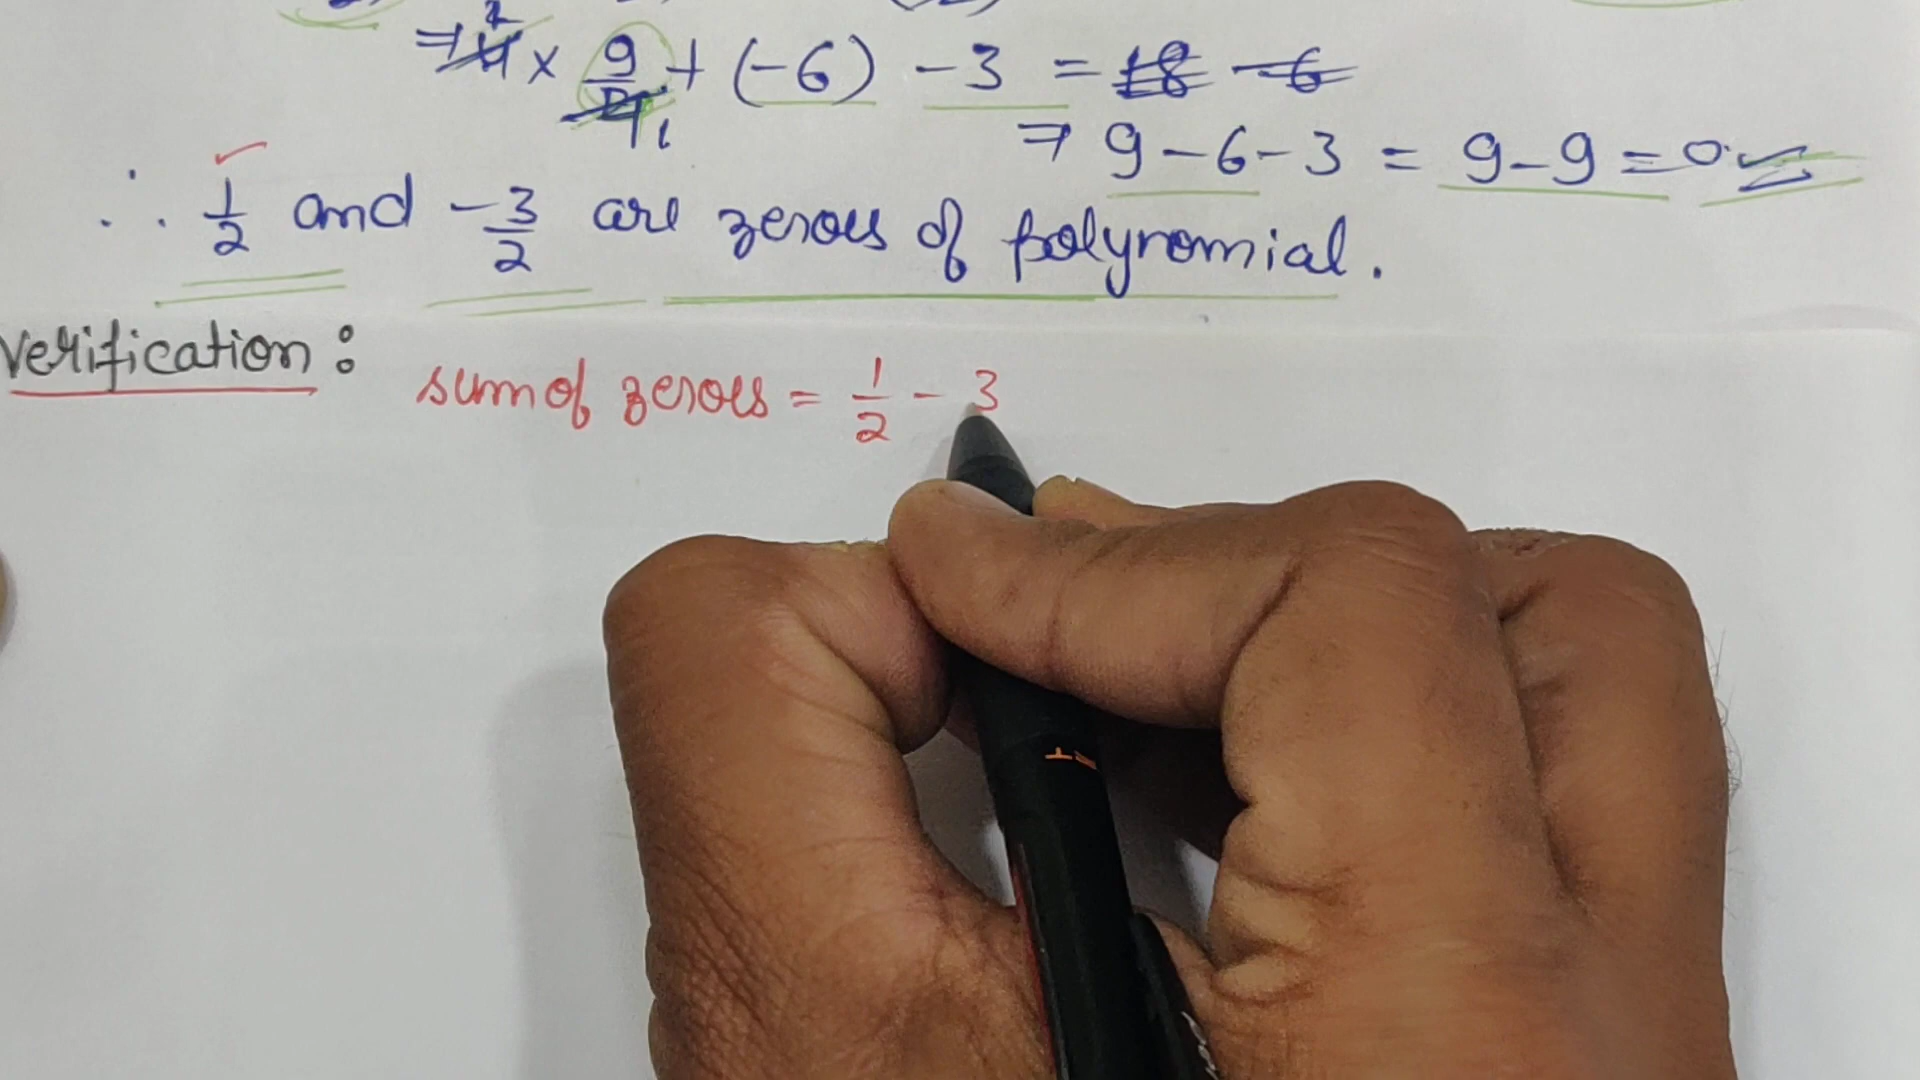 ⇒ 4 × 9/4 + (-6) - 3 = 18 - 6
⇒ 9 - 6 - 3 = 9 - 9 = 0
∴ 1/2 and -3/2 are zeroes of polynomial.
Verification : sum of zeroes = 1/2 - 3